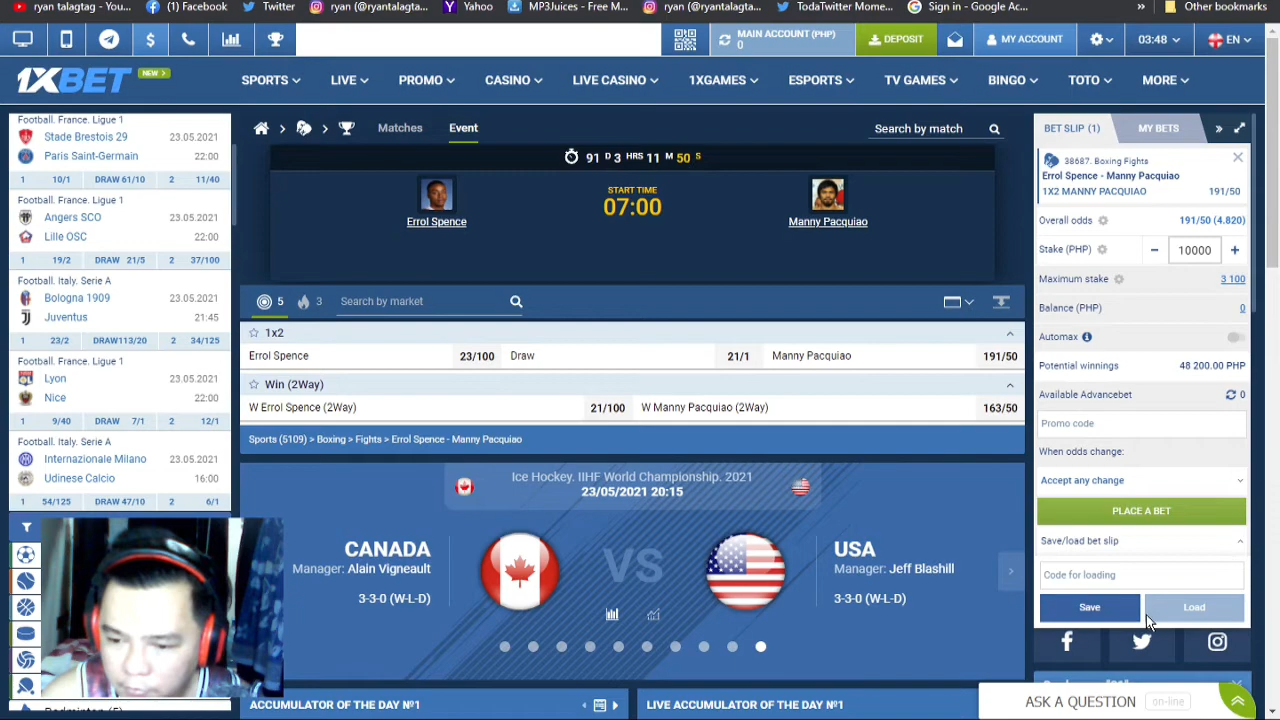 ryan @talagtag - Yo...
(1) Facebook
Twitter
ryan (@talagtag) • In...
Yahoo
MP3Juices - Free M...
ryan (@talagtag) • In...
TodaTwitter Mome...
Sign in - Google Ac...
»
Other bookmarks
MAIN ACCOUNT (PHP)
0
DEPOSIT
MY ACCOUNT
03:48
EN
1XBET
NEW >
SPORTS
LIVE
PROMO
CASINO
LIVE CASINO
1XGAMES
ESPORTS
TV GAMES
BINGO
TOTO
MORE
Football. France. Ligue 1
Stade Brestois 29 23.05.2021
Paris Saint-Germain 22:00
1 10/1 DRAW 61/10 2 11/40
Football. France. Ligue 1
Angers SCO 23.05.2021
Lille OSC 22:00
1 19/2 DRAW 21/5 2 37/100
Football. Italy. Serie A
Bologna 1909 23.05.2021
Juventus 21:45
1 23/2 DRAW 113/20 2 34/125
Football. France. Ligue 1
Lyon 23.05.2021
Nice 22:00
1 9/40 DRAW 7/1 2 12/1
Football. Italy. Serie A
Internazionale Milano 23.05.2021
Udinese Calcio 16:00
1 54/125 DRAW 47/10 2 6/1
Matches
Event
Search by match
91 D 3 HRS 11 M 50 S
START TIME
07:00
Errol Spence
Manny Pacquiao
5
3
Search by market
1x2
Errol Spence 23/100 Draw 21/1 Manny Pacquiao 191/50
Win (2Way)
W Errol Spence (2Way) 21/100 W Manny Pacquiao (2Way) 163/50
Sports (5109) > Boxing > Fights > Errol Spence - Manny Pacquiao
Ice Hockey. IIHF World Championship. 2021
23/05/2021 20:15
CANADA
Manager: Alain Vigneault
3-3-0 (W-L-D)
VS
USA
Manager: Jeff Blashill
3-3-0 (W-L-D)
ACCUMULATOR OF THE DAY №1
LIVE ACCUMULATOR OF THE DAY №1
BET SLIP (1)
MY BETS
»
38687. Boxing Fights
Errol Spence - Manny Pacquiao
1X2 MANNY PACQUIAO 191/50
Overall odds 191/50 (4.820)
Stake (PHP) − 10000 +
Maximum stake 3 100
Balance (PHP) 0
Automax
Potential winnings 48 200.00 PHP
Available Advancebet 0
Promo code
When odds change:
Accept any change
PLACE A BET
Save/load bet slip
Code for loading
Save
Load
ASK A QUESTION
on-line